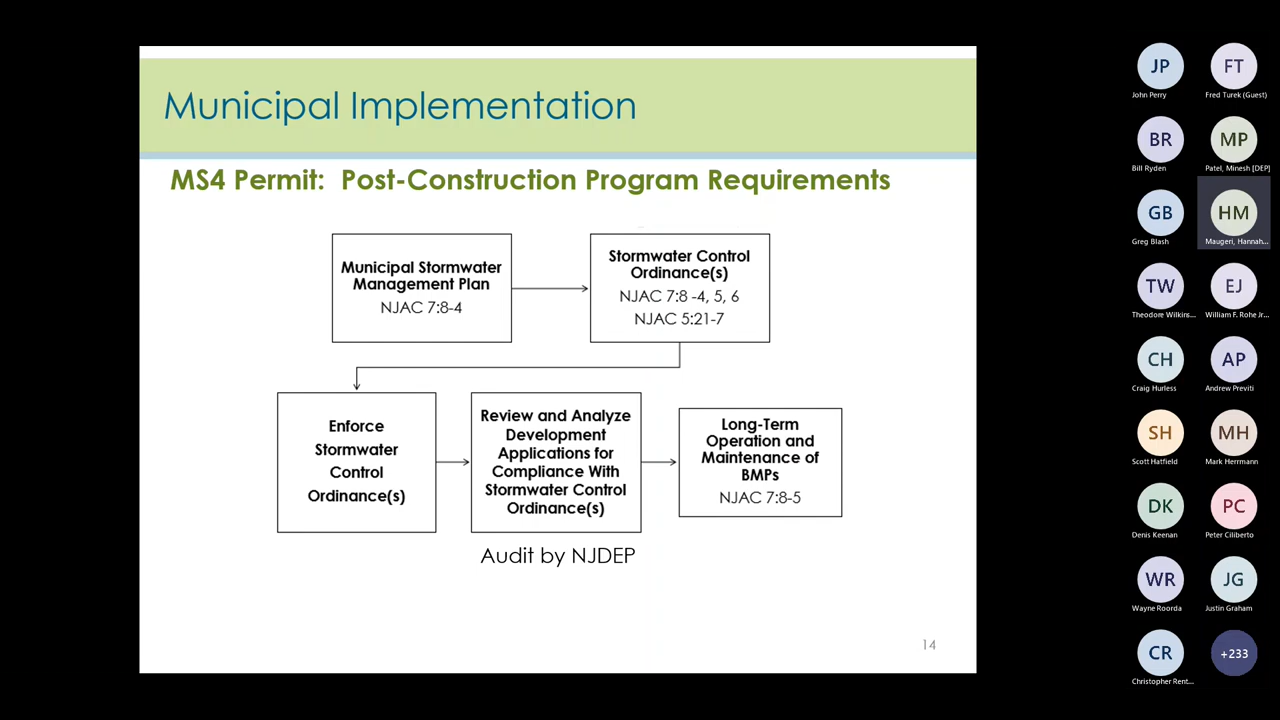 Municipal Implementation
MS4 Permit: Post-Construction Program Requirements
Municipal Stormwater
Management Plan
NJAC 7:8-4
Stormwater Control
Ordinance(s)
NJAC 7:8 -4, 5, 6
NJAC 5:21-7
Enforce
Stormwater
Control
Ordinance(s)
Review and Analyze
Development
Applications for
Compliance With
Stormwater Control
Ordinance(s)
Long-Term
Operation and
Maintenance of
BMPs
NJAC 7:8-5
Audit by NJDEP
14
JP
John Perry
FT
Fred Turek (Guest)
BR
Bill Ryden
MP
Patel, Minesh [DEP]
GB
Greg Blash
HM
Maugeri, Hannah...
TW
Theodore Wilkins...
EJ
William F. Rohe Jr...
CH
Craig Hurless
AP
Andrew Previti
SH
Scott Hatfield
MH
Mark Herrmann
DK
Denis Keenan
PC
Peter Ciliberto
WR
Wayne Roorda
JG
Justin Graham
CR
Christopher Rent...
+233